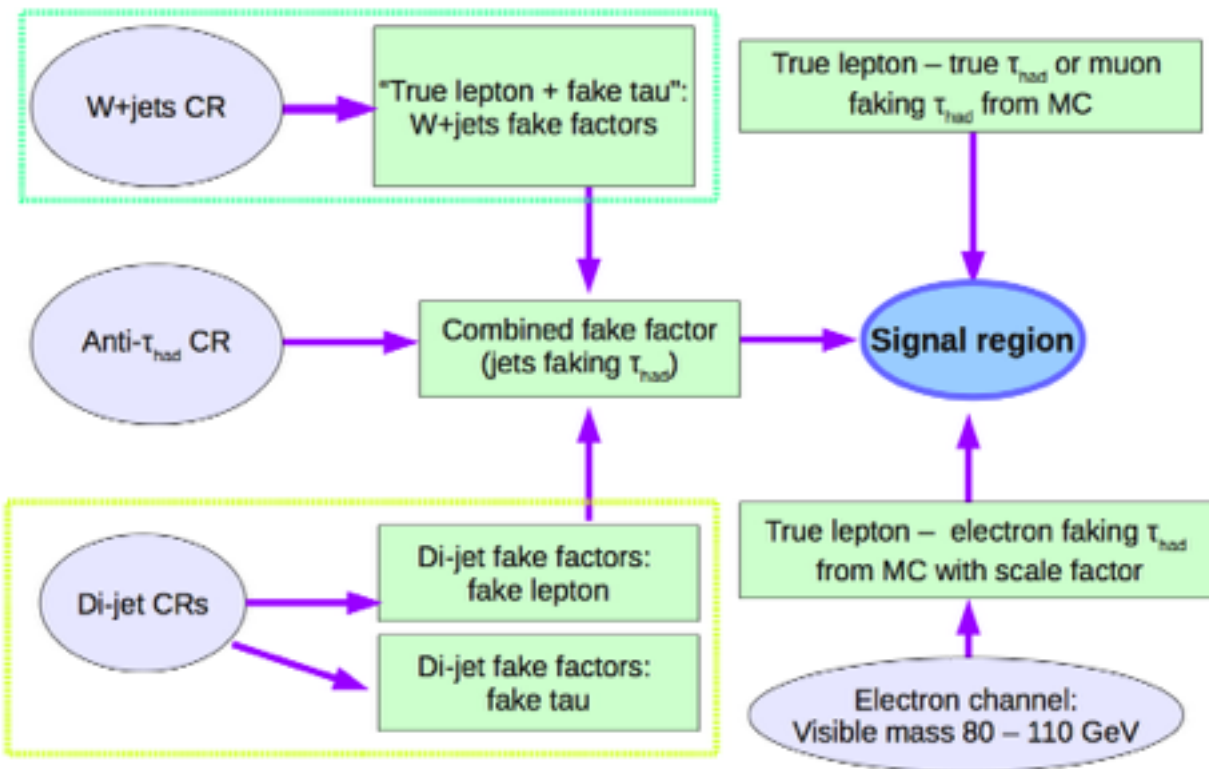 W+jets CR
"True lepton + fake tau":
W+jets fake factors
True lepton – true τhad or muon
faking τhad from MC
Anti-τhad CR
Combined fake factor
(jets faking τhad)
Signal region
Di-jet CRs
Di-jet fake factors:
fake lepton
Di-jet fake factors:
fake tau
True lepton – electron faking τhad
from MC with scale factor
Electron channel:
Visible mass 80 – 110 GeV